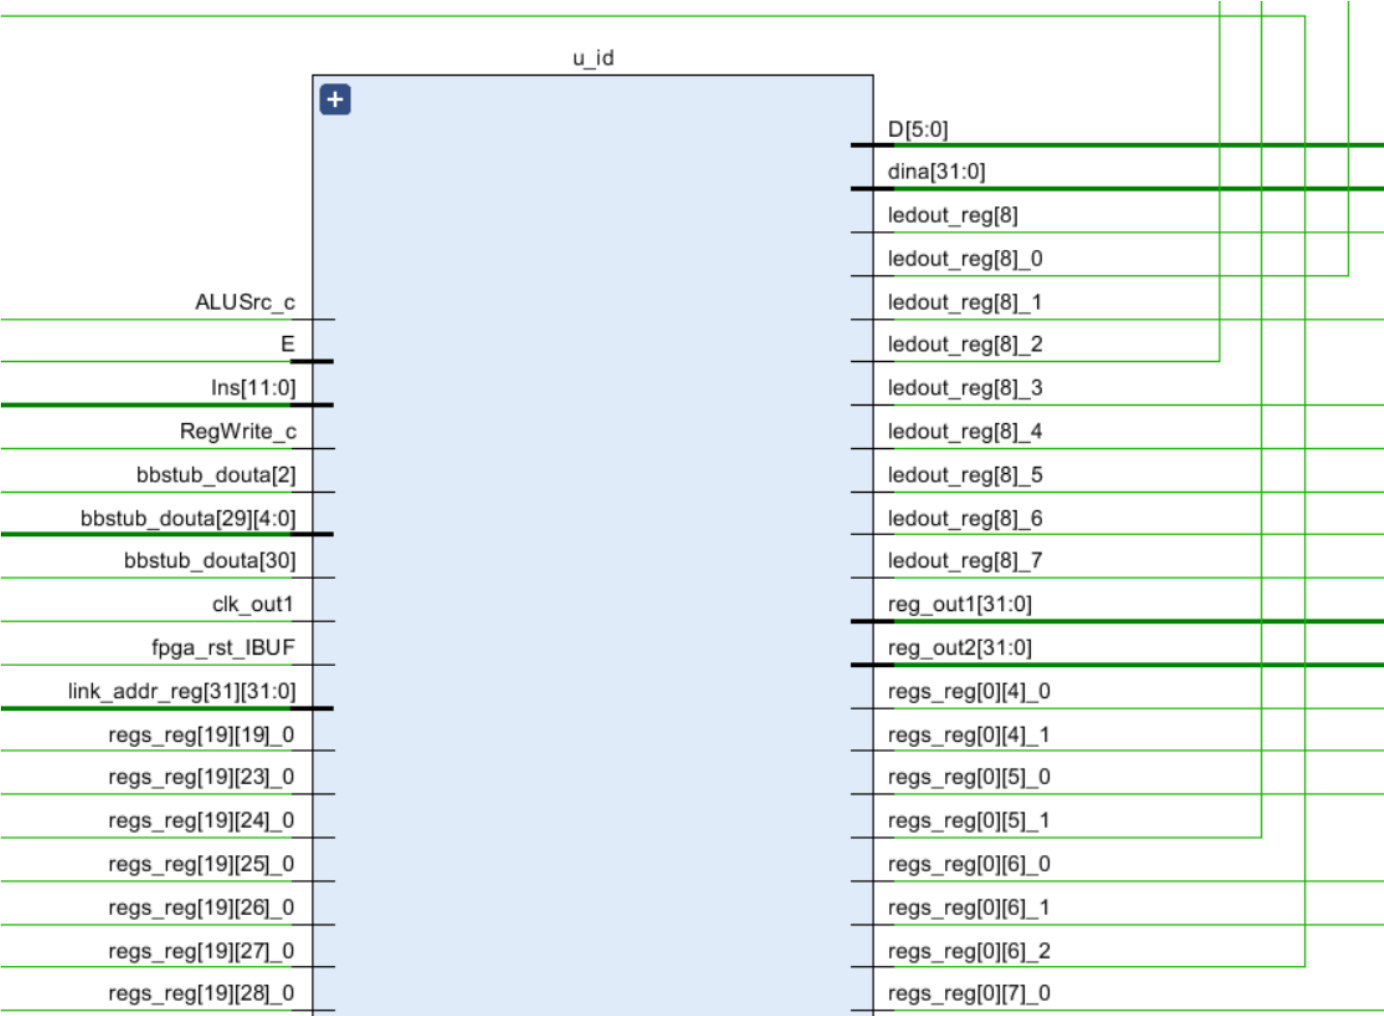 u_id
+
D[5:0]
dina[31:0]
ledout_reg[8]
ledout_reg[8]_0
ALUSrc_c
ledout_reg[8]_1
E
ledout_reg[8]_2
Ins[11:0]
ledout_reg[8]_3
RegWrite_c
ledout_reg[8]_4
bbstub_douta[2]
ledout_reg[8]_5
bbstub_douta[29][4:0]
ledout_reg[8]_6
bbstub_douta[30]
ledout_reg[8]_7
clk_out1
reg_out1[31:0]
fpga_rst_IBUF
reg_out2[31:0]
link_addr_reg[31][31:0]
regs_reg[0][4]_0
regs_reg[19][19]_0
regs_reg[0][4]_1
regs_reg[19][23]_0
regs_reg[0][5]_0
regs_reg[19][24]_0
regs_reg[0][5]_1
regs_reg[19][25]_0
regs_reg[0][6]_0
regs_reg[19][26]_0
regs_reg[0][6]_1
regs_reg[19][27]_0
regs_reg[0][6]_2
regs_reg[19][28]_0
regs_reg[0][7]_0